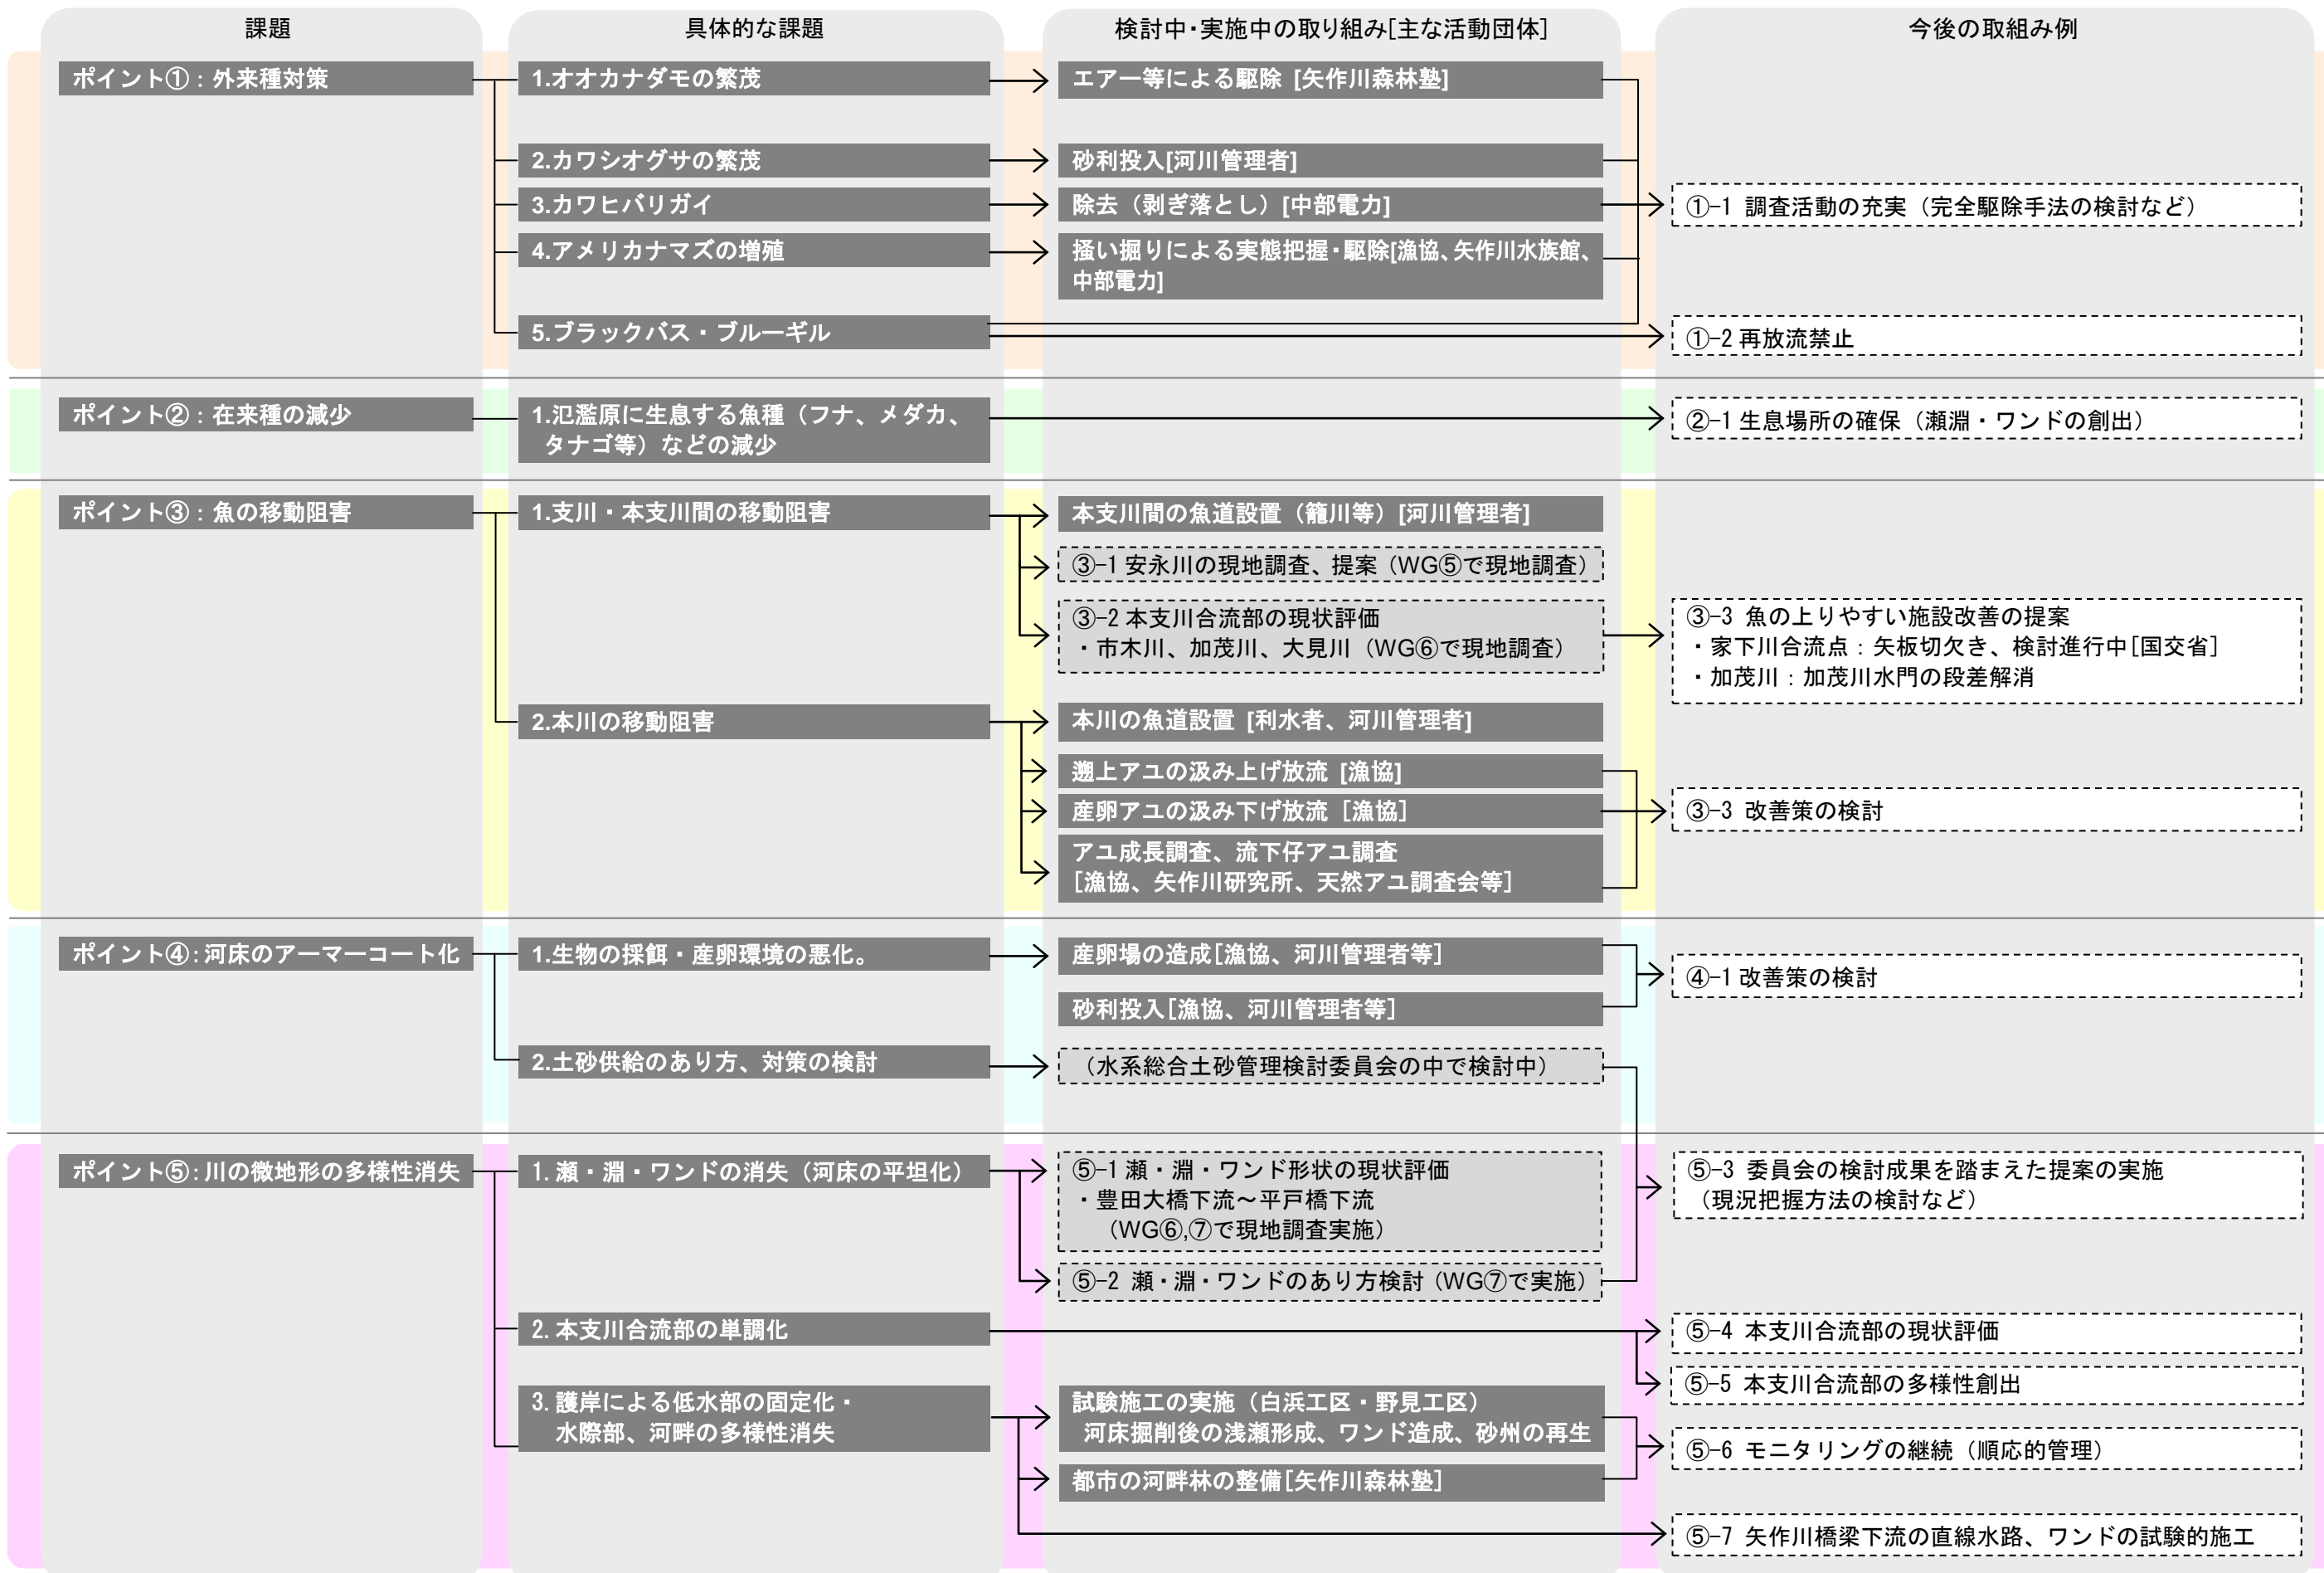 課題
具体的な課題
検討中・実施中の取り組み[主な活動団体]
今後の取組み例
ポイント①：外来種対策
1.オオカナダモの繁茂
エアー等による駆除 [矢作川森林塾]
2.カワシオグサの繁茂
砂利投入[河川管理者]
3.カワヒバリガイ
除去（剥ぎ落とし）[中部電力]
①-1 調査活動の充実（完全駆除手法の検討など）
4.アメリカナマズの増殖
掻い掘りによる実態把握・駆除[漁協、矢作川水族館、
中部電力]
5.ブラックバス・ブルーギル
①-2 再放流禁止
ポイント②：在来種の減少
1.氾濫原に生息する魚種（フナ、メダカ、
タナゴ等）などの減少
②-1 生息場所の確保（瀬淵・ワンドの創出）
ポイント③：魚の移動阻害
1.支川・本支川間の移動阻害
本支川間の魚道設置（籠川等）[河川管理者]
③-1 安永川の現地調査、提案（WG⑤で現地調査）
③-2 本支川合流部の現状評価
・市木川、加茂川、大見川（WG⑥で現地調査）
③-3 魚の上りやすい施設改善の提案
・家下川合流点：矢板切欠き、検討進行中[国交省]
・加茂川：加茂川水門の段差解消
2.本川の移動阻害
本川の魚道設置 [利水者、河川管理者]
遡上アユの汲み上げ放流 [漁協]
産卵アユの汲み下げ放流 [漁協]
③-3 改善策の検討
アユ成長調査、流下仔アユ調査
[漁協、矢作川研究所、天然アユ調査会等]
ポイント④：河床のアーマーコート化
1.生物の採餌・産卵環境の悪化。
産卵場の造成[漁協、河川管理者等]
④-1 改善策の検討
砂利投入[漁協、河川管理者等]
2.土砂供給のあり方、対策の検討
（水系総合土砂管理検討委員会の中で検討中）
ポイント⑤：川の微地形の多様性消失
1.瀬・淵・ワンドの消失（河床の平坦化）
⑤-1 瀬・淵・ワンド形状の現状評価
・豊田大橋下流～平戸橋下流
（WG⑥,⑦で現地調査実施）
⑤-3 委員会の検討成果を踏まえた提案の実施
（現況把握方法の検討など）
⑤-2 瀬・淵・ワンドのあり方検討（WG⑦で実施）
2.本支川合流部の単調化
⑤-4 本支川合流部の現状評価
⑤-5 本支川合流部の多様性創出
3.護岸による低水部の固定化・
水際部、河畔の多様性消失
試験施工の実施（白浜工区・野見工区）
河床掘削後の浅瀬形成、ワンド造成、砂州の再生
⑤-6 モニタリングの継続（順応的管理）
都市の河畔林の整備[矢作川森林塾]
⑤-7 矢作川橋梁下流の直線水路、ワンドの試験的施工